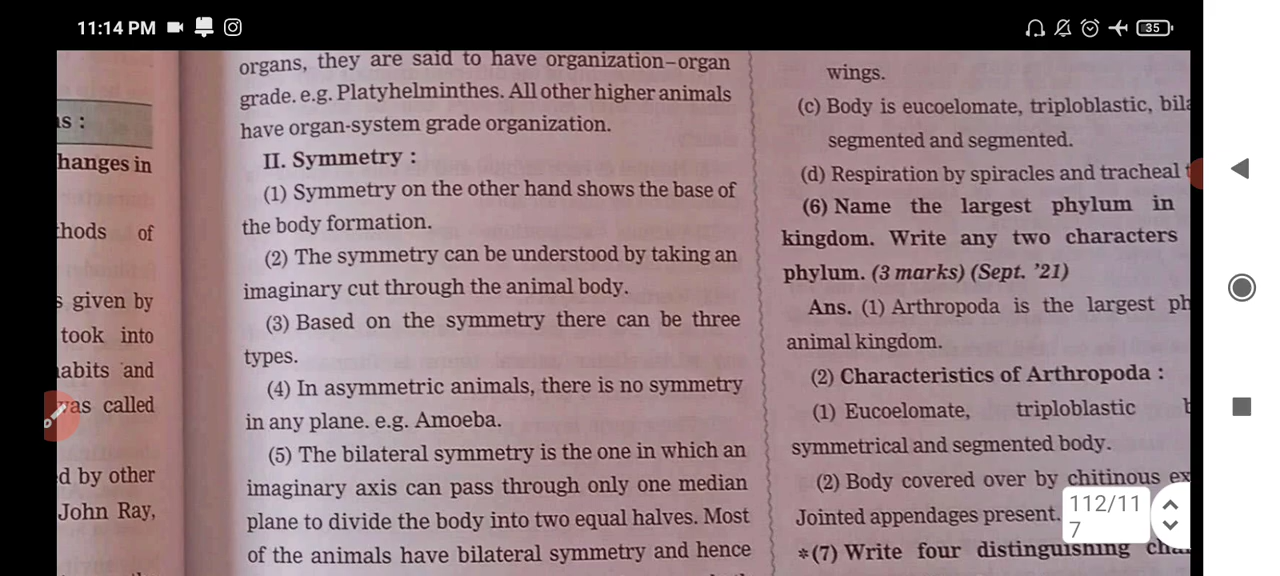 11:14 PM
35
as :
hanges in
thods of
s given by
took into
abits and
was called
d by other
John Ray,
organs, they are said to have organization–organ
grade. e.g. Platyhelminthes. All other higher animals
have organ-system grade organization.
II. Symmetry :
(1) Symmetry on the other hand shows the base of
the body formation.
(2) The symmetry can be understood by taking an
imaginary cut through the animal body.
(3) Based on the symmetry there can be three
types.
(4) In asymmetric animals, there is no symmetry
in any plane. e.g. Amoeba.
(5) The bilateral symmetry is the one in which an
imaginary axis can pass through only one median
plane to divide the body into two equal halves. Most
of the animals have bilateral symmetry and hence
wings.
(c) Body is eucoelomate, triploblastic, bila
segmented and segmented.
(d) Respiration by spiracles and tracheal t
(6) Name the largest phylum in
kingdom. Write any two characters
phylum. (3 marks) (Sept. '21)
Ans. (1) Arthropoda is the largest ph
animal kingdom.
(2) Characteristics of Arthropoda :
(1) Eucoelomate, triploblastic b
symmetrical and segmented body.
(2) Body covered over by chitinous ex
Jointed appendages present.
*(7) Write four distinguishing cha
112/11
7